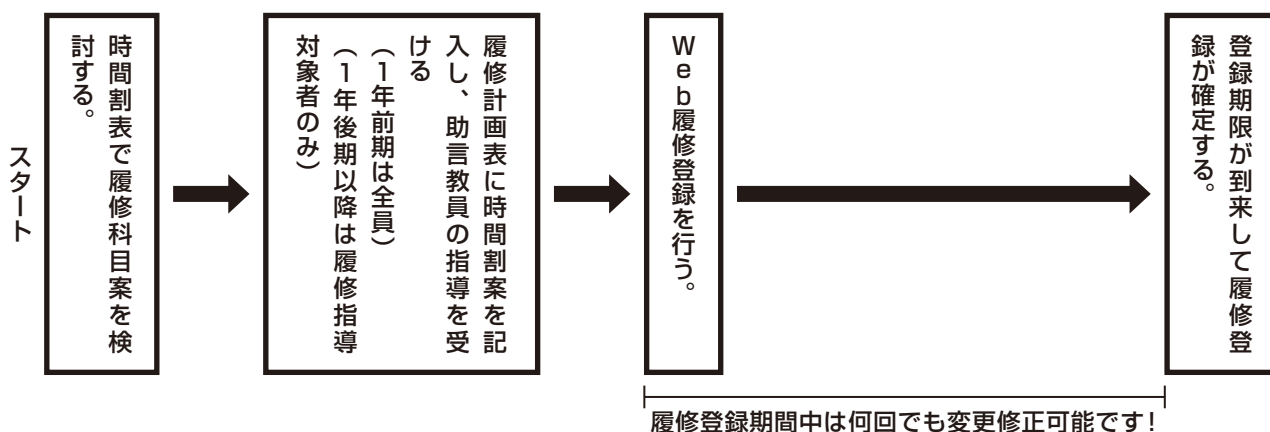 スタート
時間割表で履修科目案を検
討する。
履修計画表に時間割案を記
入し、助言教員の指導を受
ける
（1年前期は全員）
（1年後期以降は履修指導
対象者のみ）
Web履修登録を行う。
登録期限が到来して履修登
録が確定する。
履修登録期間中は何回でも変更修正可能です！